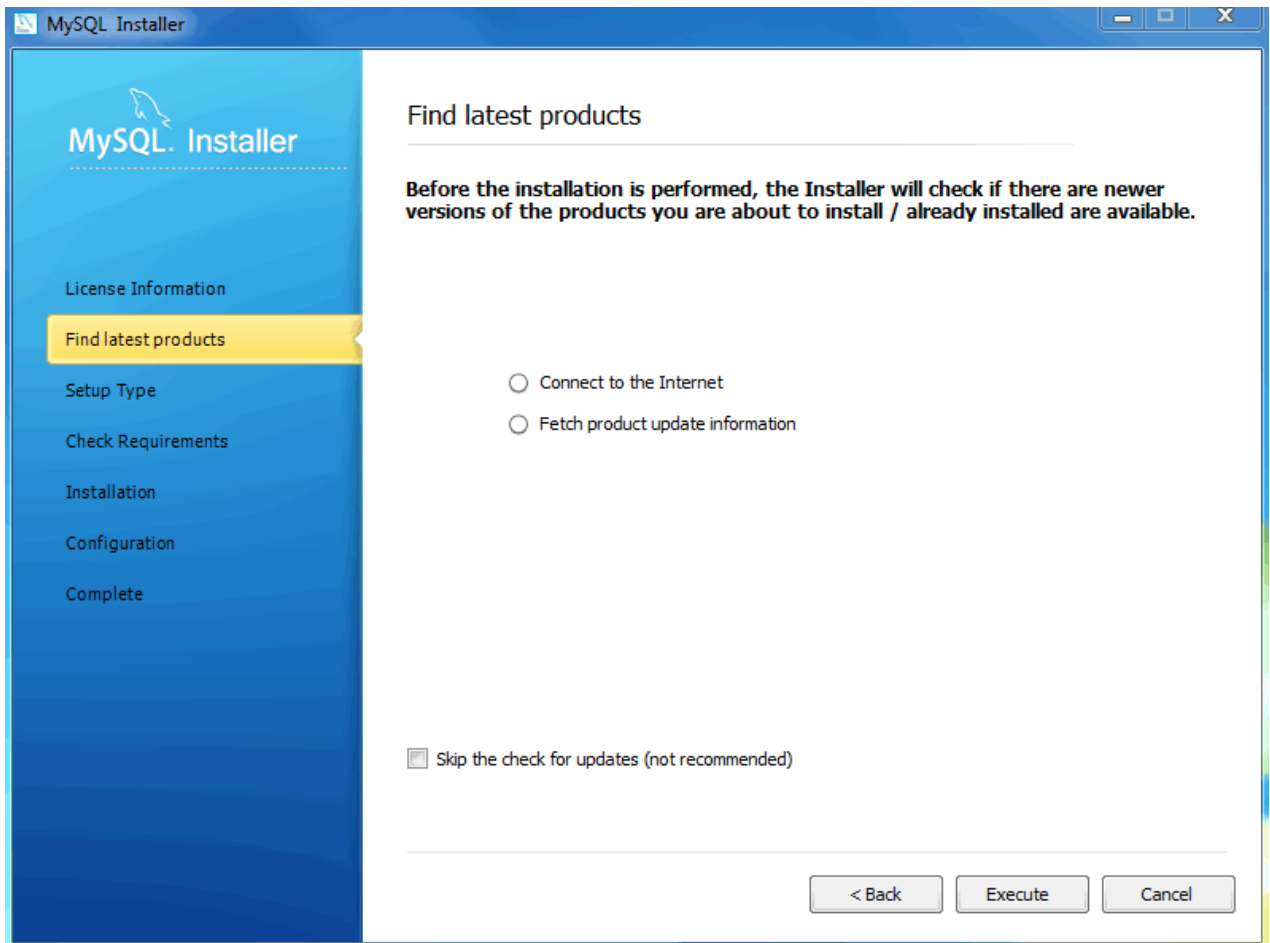 MySQL Installer
MySQL. Installer
License Information
Find latest products
Setup Type
Check Requirements
Installation
Configuration
Complete
Find latest products
Before the installation is performed, the Installer will check if there are newer
versions of the products you are about to install / already installed are available.
Connect to the Internet
Fetch product update information
Skip the check for updates (not recommended)
< Back
Execute
Cancel